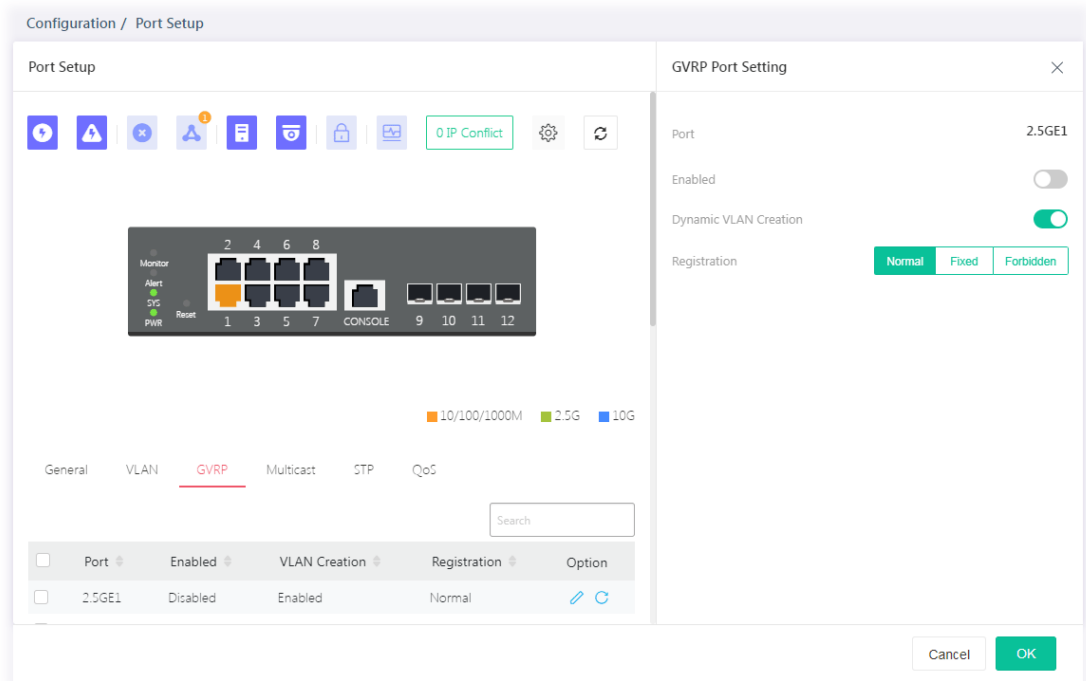 Configuration / Port Setup
Port Setup
1
0 IP Conflict
2 4 6 8
Monitor
Alert
SYS
PWR
Reset
1 3 5 7 CONSOLE 9 10 11 12
10/100/1000M 2.5G 10G
General VLAN GVRP Multicast STP QoS
Search
Port Enabled VLAN Creation Registration Option
2.5GE1 Disabled Enabled Normal
GVRP Port Setting
Port 2.5GE1
Enabled
Dynamic VLAN Creation
Registration Normal Fixed Forbidden
Cancel OK